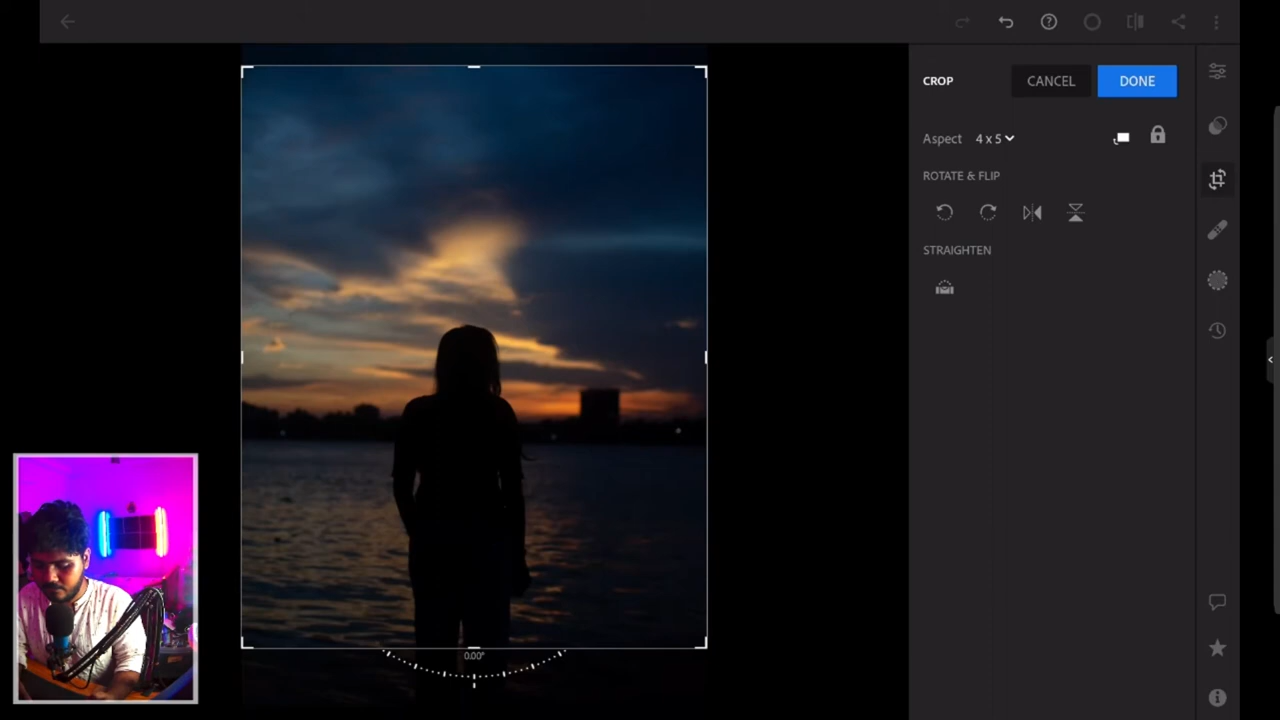 CROP
CANCEL
DONE
Aspect 4 x 5
ROTATE & FLIP
STRAIGHTEN
0.00°